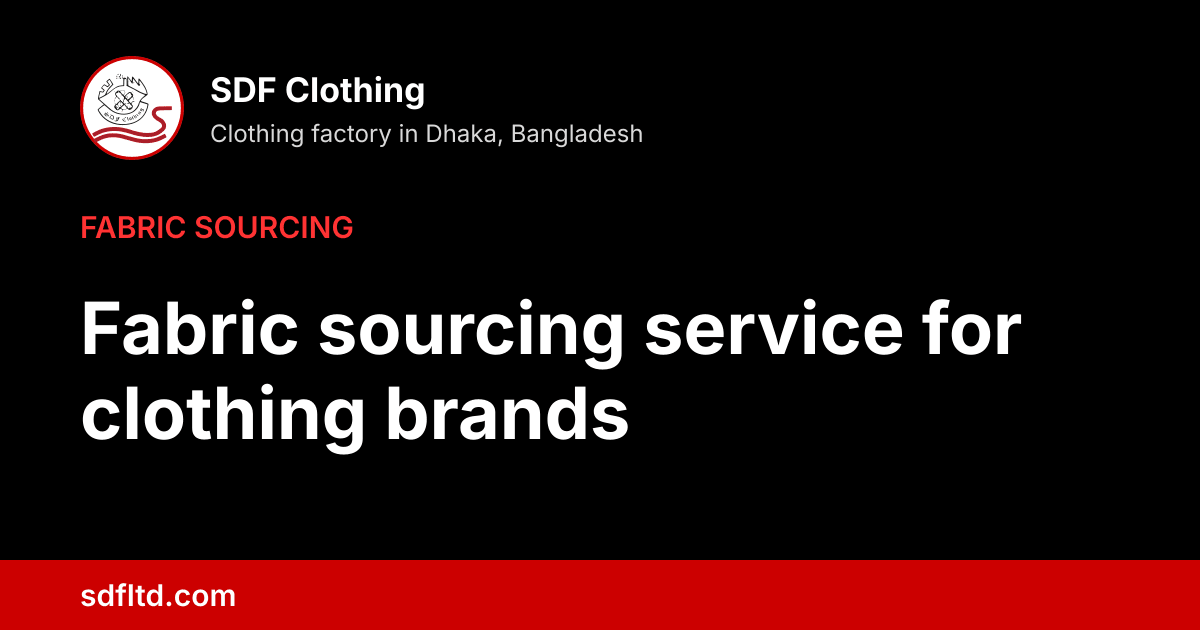 SDF Clothing
Clothing factory in Dhaka, Bangladesh
FABRIC SOURCING
Fabric sourcing service for
clothing brands
sdfltd.com